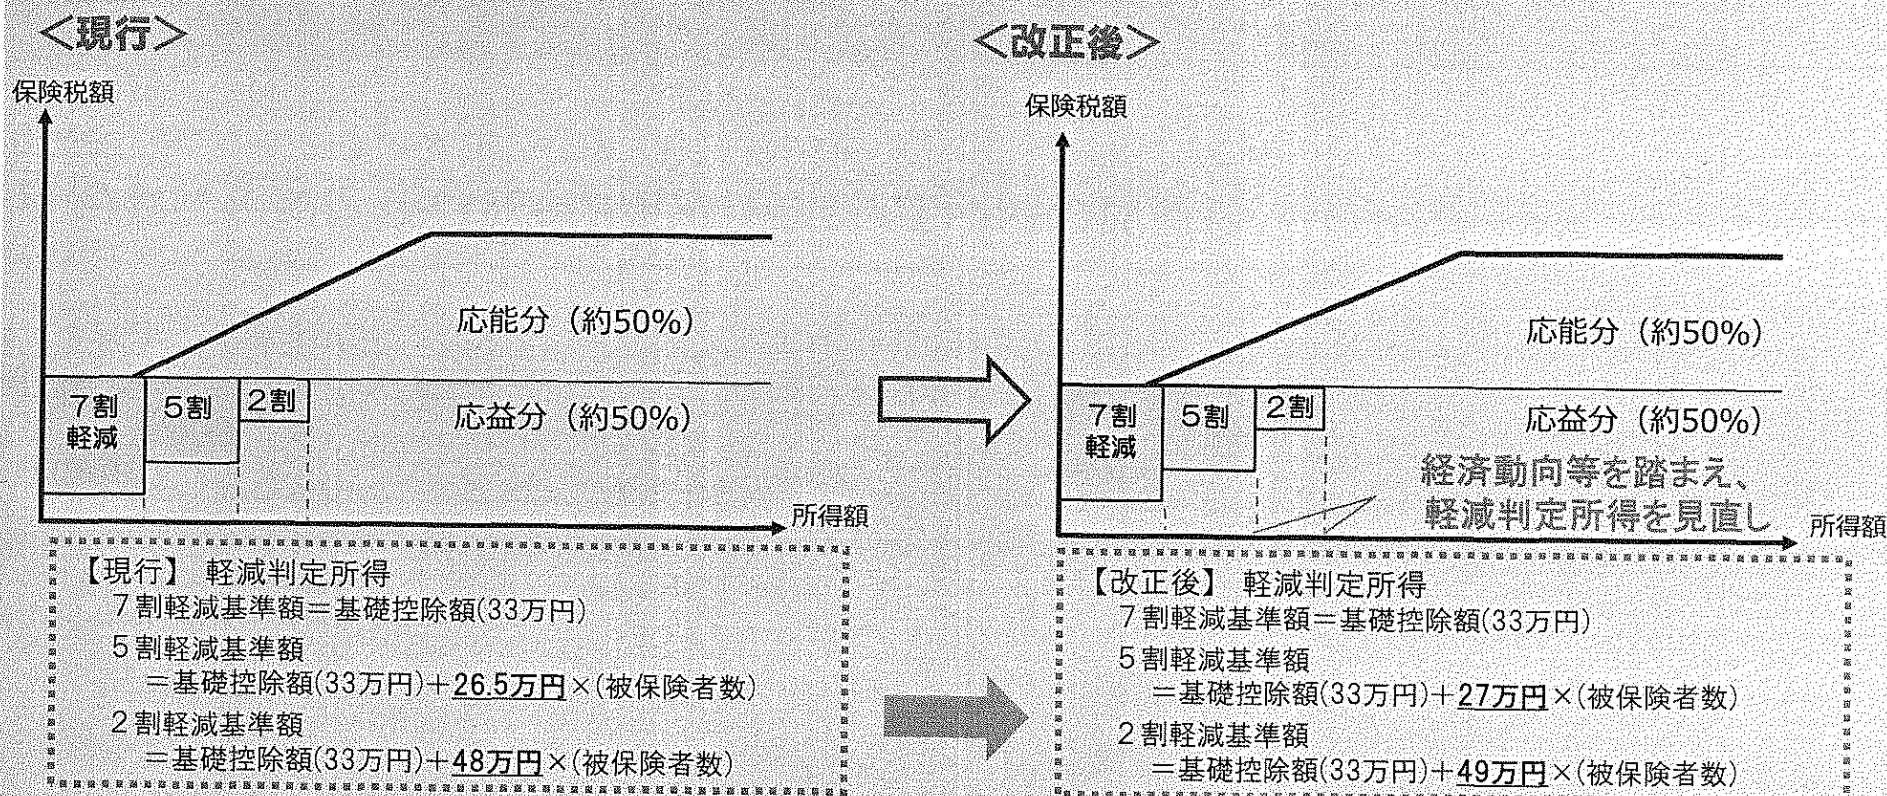 ＜現行＞
保険税額
応能分（約50%）
7割
軽減
5割
2割
応益分（約50%）
所得額
【現行】 軽減判定所得
7割軽減基準額＝基礎控除額(33万円)
5割軽減基準額
＝基礎控除額(33万円)＋26.5万円×(被保険者数)
2割軽減基準額
＝基礎控除額(33万円)＋48万円×(被保険者数)
＜改正後＞
保険税額
応能分（約50%）
7割
軽減
5割
2割
応益分（約50%）
経済動向等を踏まえ、
軽減判定所得を見直し
所得額
【改正後】 軽減判定所得
7割軽減基準額＝基礎控除額(33万円)
5割軽減基準額
＝基礎控除額(33万円)＋27万円×(被保険者数)
2割軽減基準額
＝基礎控除額(33万円)＋49万円×(被保険者数)